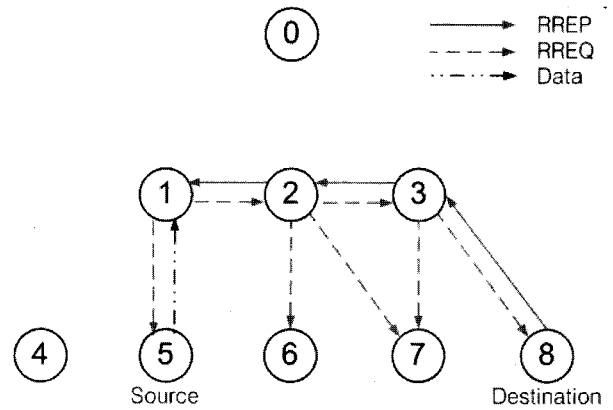 0
RREP
RREQ
Data
1 2 3
4 5 6 7 8
Source Destination